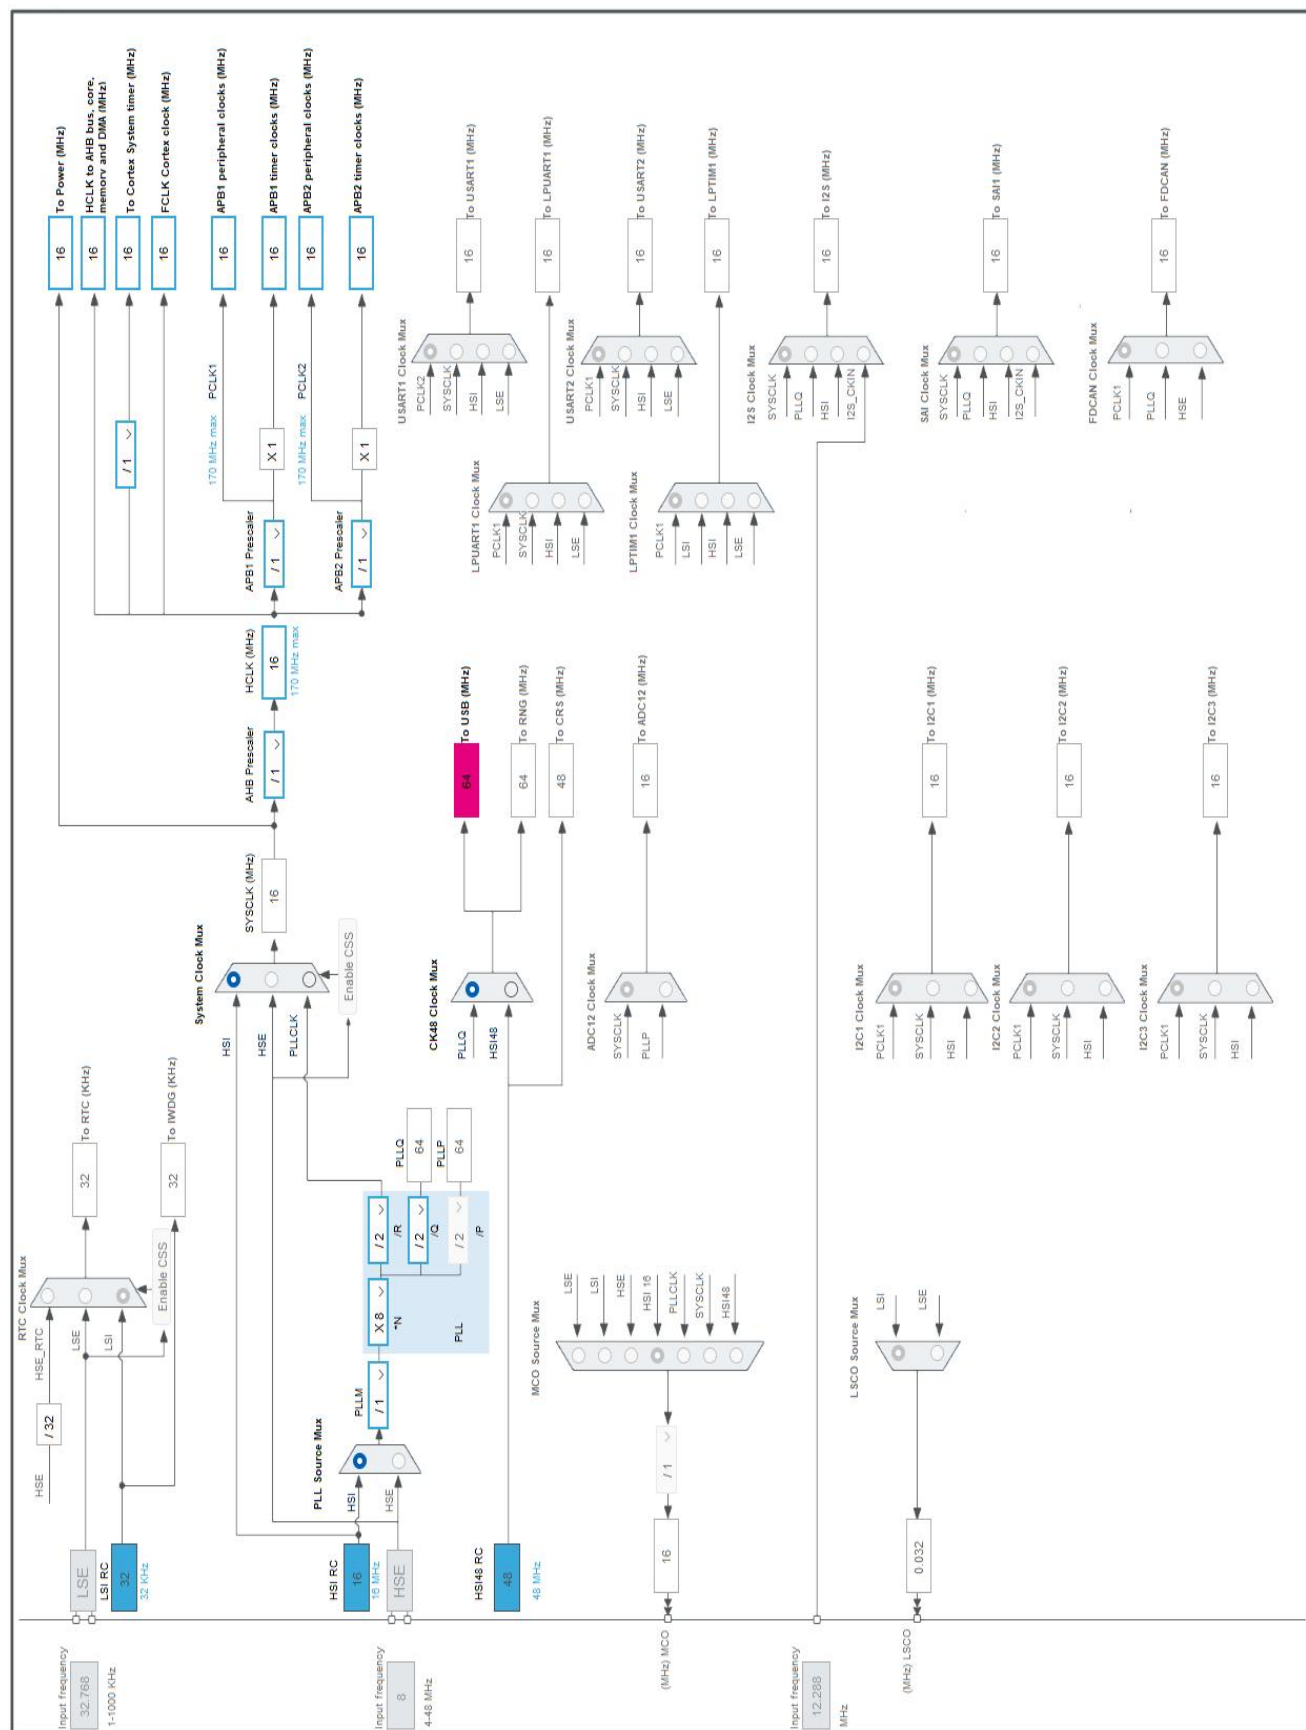 RTC Clock Mux
HSE
/ 32
HSE_RTC
Input frequency
32.768
1-1000 KHz
LSE
LSE
LSI RC
32
32 KHz
LSI
Enable CSS
32
To RTC (KHz)
32
To IWDG (KHz)
System Clock Mux
HSI
HSE
PLLCLK
Enable CSS
SYSCLK (MHz)
16
AHB Prescaler
/ 1
HCLK (MHz)
16
170 MHz max
APB1 Prescaler
/ 1
APB2 Prescaler
/ 1
/ 1
X 1
X 1
170 MHz max
PCLK1
170 MHz max
PCLK2
16
To Power (MHz)
16
HCLK to AHB bus, core,
memory and DMA (MHz)
16
To Cortex System timer (MHz)
16
FCLK Cortex clock (MHz)
16
APB1 peripheral clocks (MHz)
16
APB1 timer clocks (MHz)
16
APB2 peripheral clocks (MHz)
16
APB2 timer clocks (MHz)
HSI RC
16
16 MHz
Input frequency
8
4-48 MHz
HSE
PLL Source Mux
HSI
HSE
PLLM
/ 1
X 8
*N
PLL
/ 2
/R
/ 2
/Q
/ 2
/P
PLLQ
64
PLLP
64
HSI48 RC
48
48 MHz
CK48 Clock Mux
PLLQ
HSI48
64
To USB (MHz)
64
To RNG (MHz)
48
To CRS (MHz)
ADC12 Clock Mux
SYSCLK
PLLP
16
To ADC12 (MHz)
USART1 Clock Mux
PCLK2
SYSCLK
HSI
LSE
16
To USART1 (MHz)
LPUART1 Clock Mux
PCLK1
SYSCLK
HSI
LSE
16
To LPUART1 (MHz)
USART2 Clock Mux
PCLK1
SYSCLK
HSI
LSE
16
To USART2 (MHz)
LPTIM1 Clock Mux
PCLK1
LSI
HSI
LSE
16
To LPTIM1 (MHz)
(MHz) MCO
16
/ 1
MCO Source Mux
LSE
LSI
HSE
HSI 16
PLLCLK
SYSCLK
HSI48
Input frequency
12.288
MHz
I2S Clock Mux
SYSCLK
PLLQ
HSI
I2S_CKIN
16
To I2S (MHz)
(MHz) LSCO
0.032
LSCO Source Mux
LSI
LSE
I2C1 Clock Mux
PCLK1
SYSCLK
HSI
16
To I2C1 (MHz)
SAI Clock Mux
SYSCLK
PLLQ
HSI
I2S_CKIN
16
To SAI1 (MHz)
I2C2 Clock Mux
PCLK1
SYSCLK
HSI
16
To I2C2 (MHz)
FDCAN Clock Mux
PCLK1
PLLQ
HSE
16
To FDCAN (MHz)
I2C3 Clock Mux
PCLK1
SYSCLK
HSI
16
To I2C3 (MHz)